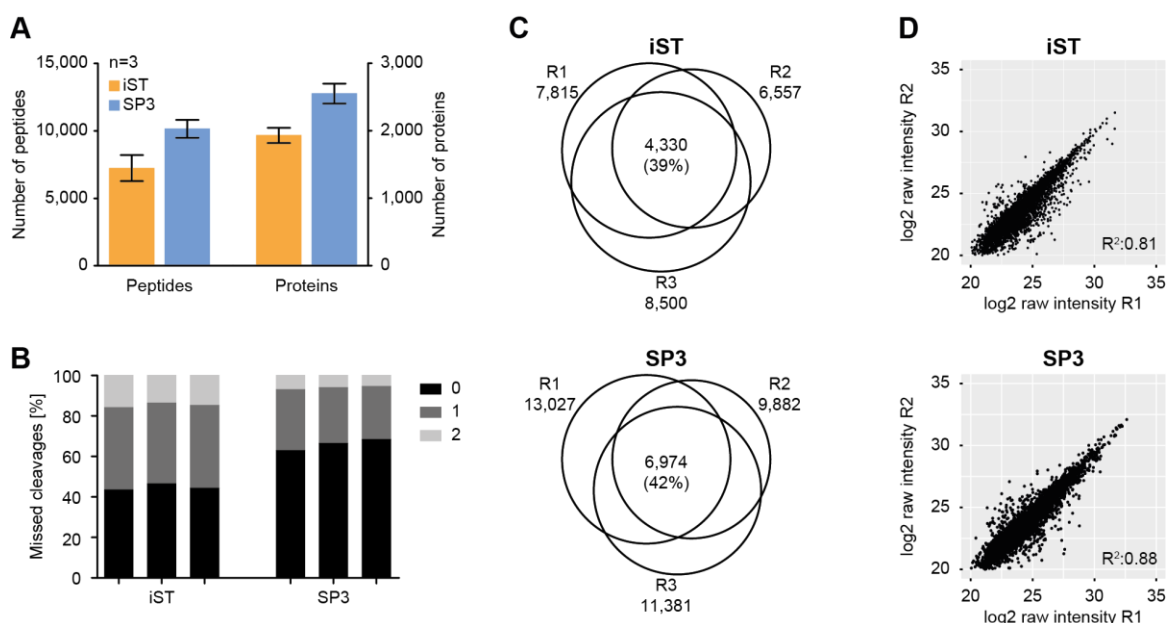 A
n=3
iST
SP3
15,000
10,000
5,000
0
Number of peptides
3,000
2,000
1,000
0
Number of proteins
Peptides
Proteins
B
100
80
60
40
20
0
Missed cleavages [%]
0
1
2
iST
SP3
C
iST
R1
7,815
R2
6,557
4,330
(39%)
R3
8,500
SP3
R1
13,027
R2
9,882
6,974
(42%)
R3
11,381
D
iST
35
30
25
20
log2 raw intensity R2
R²:0.81
20 25 30 35
log2 raw intensity R1
SP3
35
30
25
20
log2 raw intensity R2
R²:0.88
20 25 30 35
log2 raw intensity R1